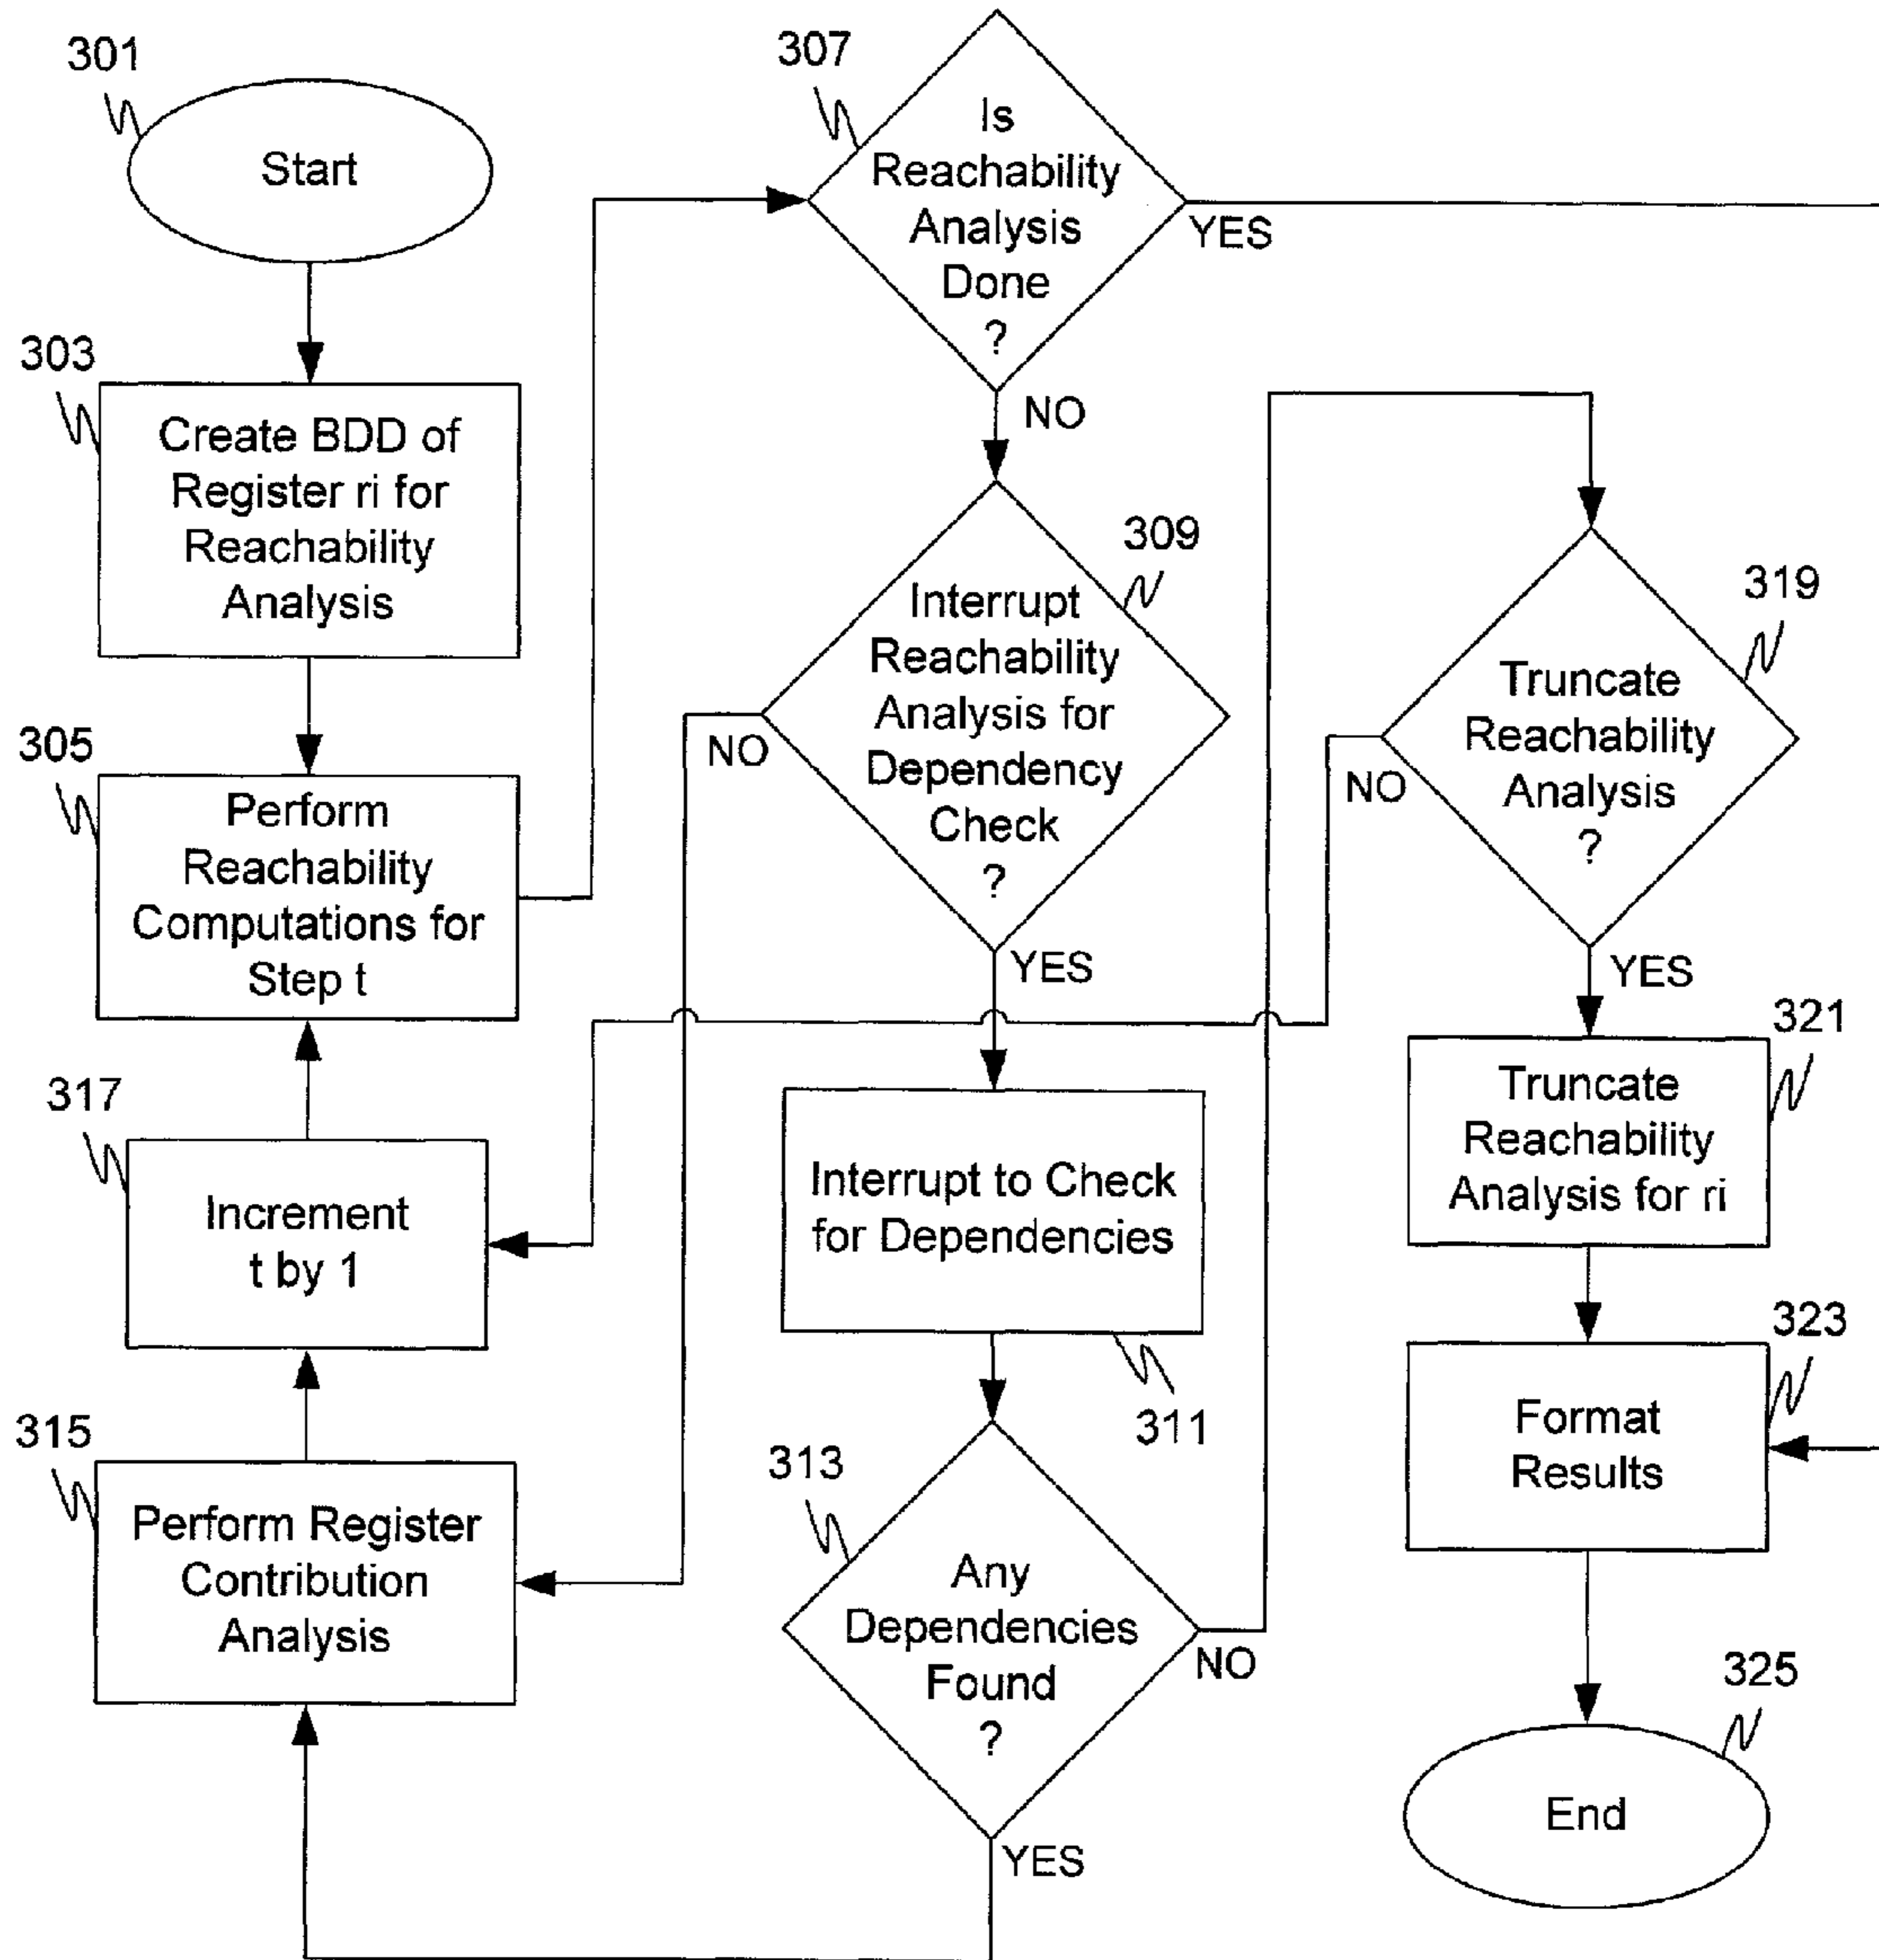 301
Start
303
Create BDD of
Register ri for
Reachability
Analysis
305
Perform
Reachability
Computations for
Step t
317
Increment
t by 1
315
Perform Register
Contribution
Analysis
307
Is
Reachability
Analysis
Done
?
YES
NO
309
Interrupt
Reachability
Analysis for
Dependency
Check
?
NO
YES
Interrupt to Check
for Dependencies
311
313
Any
Dependencies
Found
?
NO
YES
319
Truncate
Reachability
Analysis
?
NO
YES
321
Truncate
Reachability
Analysis for ri
323
Format
Results
325
End